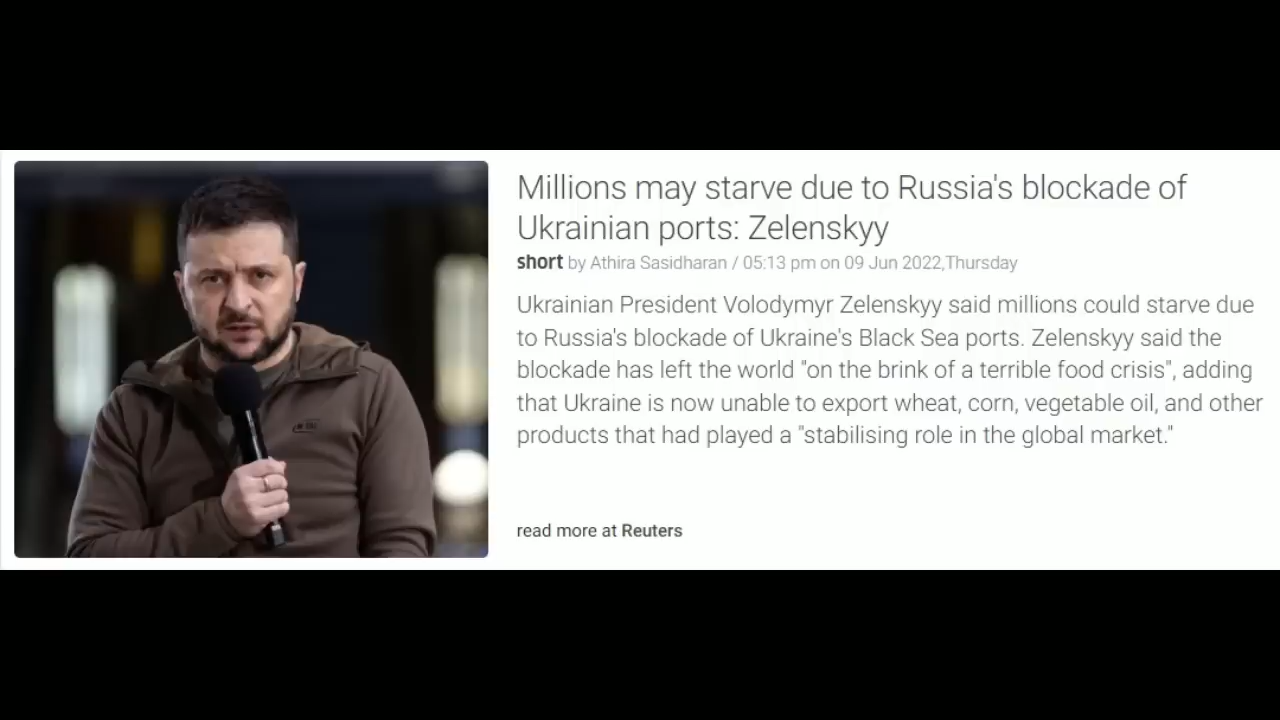 Millions may starve due to Russia's blockade of
Ukrainian ports: Zelenskyy
short by Athira Sasidharan / 05:13 pm on 09 Jun 2022,Thursday
Ukrainian President Volodymyr Zelenskyy said millions could starve due
to Russia's blockade of Ukraine's Black Sea ports. Zelenskyy said the
blockade has left the world "on the brink of a terrible food crisis", adding
that Ukraine is now unable to export wheat, corn, vegetable oil, and other
products that had played a "stabilising role in the global market."
read more at Reuters